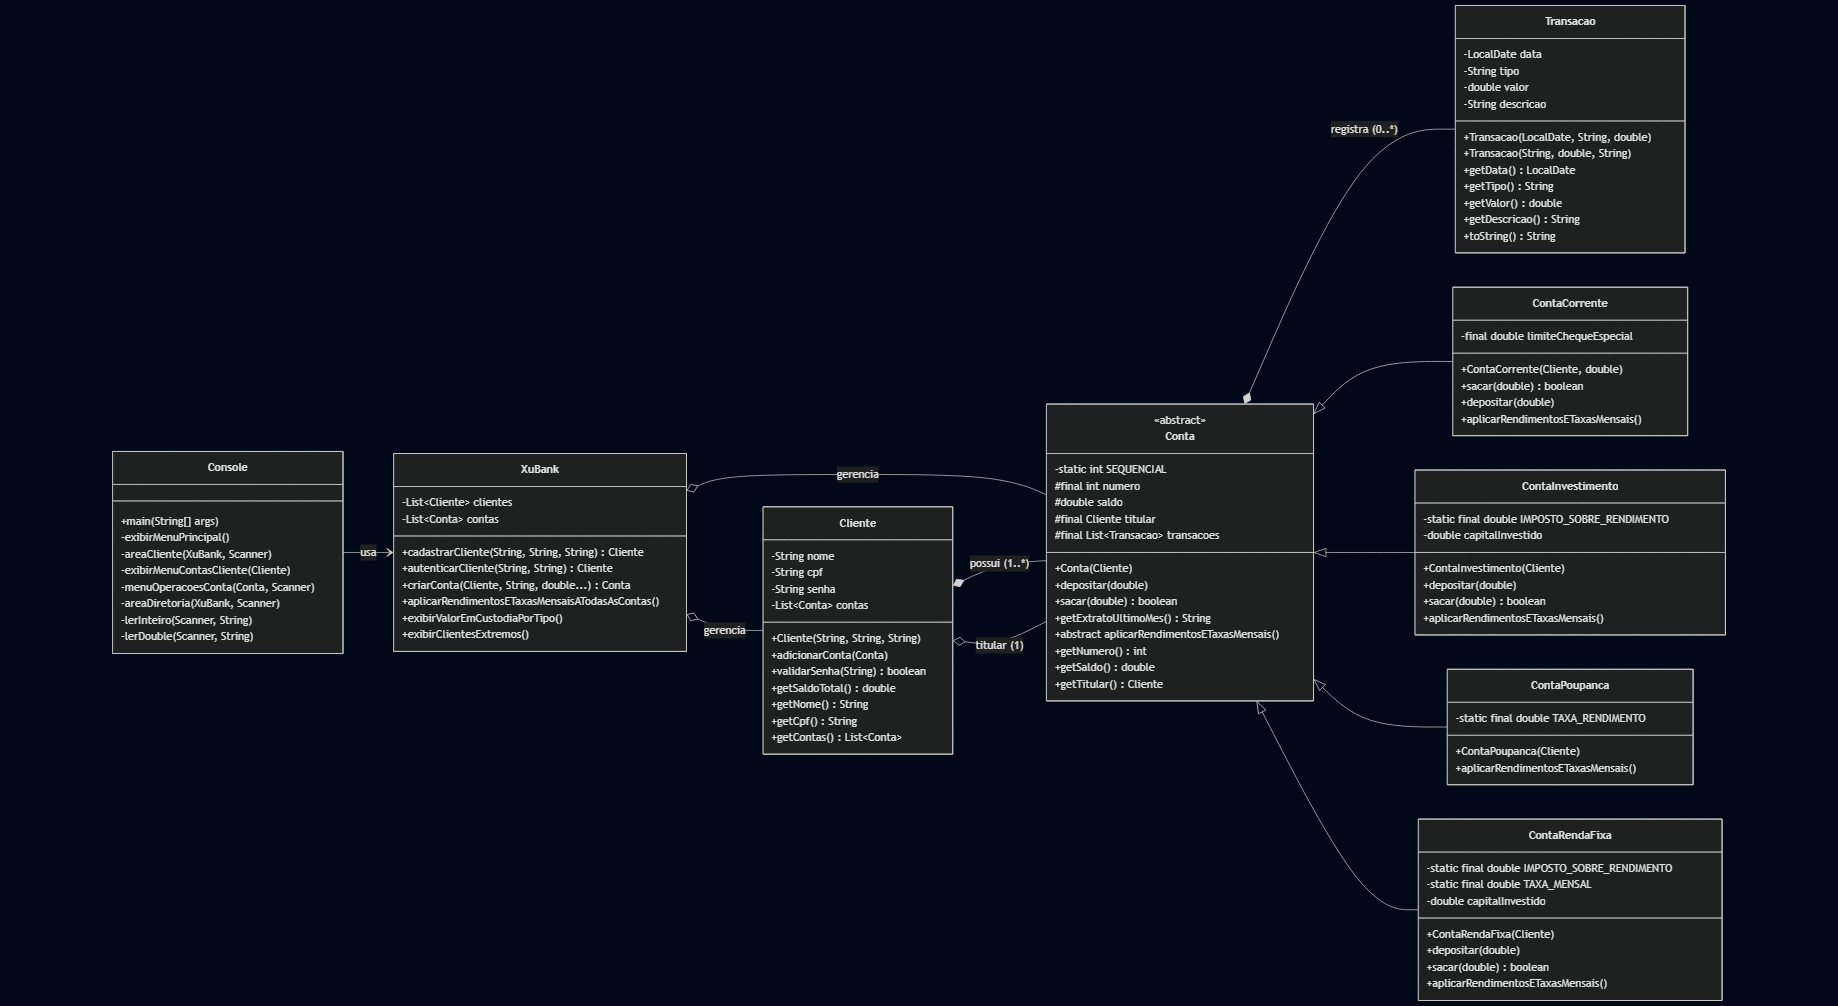 Console
+main(String[] args)
-exibirMenuPrincipal()
-areaCliente(XuBank, Scanner)
-exibirMenuContasCliente(Cliente)
-menuOperacoesConta(Conta, Scanner)
-areaDiretoria(XuBank, Scanner)
-lerInteiro(Scanner, String)
-lerDouble(Scanner, String)
usa
XuBank
-List<Cliente> clientes
-List<Conta> contas
+cadastrarCliente(String, String, String) : Cliente
+autenticarCliente(String, String) : Cliente
+criarConta(Cliente, String, double...) : Conta
+aplicarRendimentosETaxasMensaisATodasAsContas()
+exibirValorEmCustodiaPorTipo()
+exibirClientesExtremos()
gerencia
gerencia
Cliente
-String nome
-String cpf
-String senha
-List<Conta> contas
+Cliente(String, String, String)
+adicionarConta(Conta)
+validarSenha(String) : boolean
+getSaldoTotal() : double
+getNome() : String
+getCpf() : String
+getContas() : List<Conta>
possui (1..*)
titular (1)
«abstract»
Conta
-static int SEQUENCIAL
#final int numero
#double saldo
#final Cliente titular
#final List<Transacao> transacoes
+Conta(Cliente)
+depositar(double)
+sacar(double) : boolean
+getExtratoUltimoMes() : String
+abstract aplicarRendimentosETaxasMensais()
+getNumero() : int
+getSaldo() : double
+getTitular() : Cliente
registra (0..*)
Transacao
-LocalDate data
-String tipo
-double valor
-String descricao
+Transacao(LocalDate, String, double)
+Transacao(String, double, String)
+getData() : LocalDate
+getTipo() : String
+getValor() : double
+getDescricao() : String
+toString() : String
ContaCorrente
-final double limiteChequeEspecial
+ContaCorrente(Cliente, double)
+sacar(double) : boolean
+depositar(double)
+aplicarRendimentosETaxasMensais()
ContaInvestimento
-static final double IMPOSTO_SOBRE_RENDIMENTO
-double capitalInvestido
+ContaInvestimento(Cliente)
+depositar(double)
+sacar(double) : boolean
+aplicarRendimentosETaxasMensais()
ContaPoupanca
-static final double TAXA_RENDIMENTO
+ContaPoupanca(Cliente)
+aplicarRendimentosETaxasMensais()
ContaRendaFixa
-static final double IMPOSTO_SOBRE_RENDIMENTO
-static final double TAXA_MENSAL
-double capitalInvestido
+ContaRendaFixa(Cliente)
+depositar(double)
+sacar(double) : boolean
+aplicarRendimentosETaxasMensais()